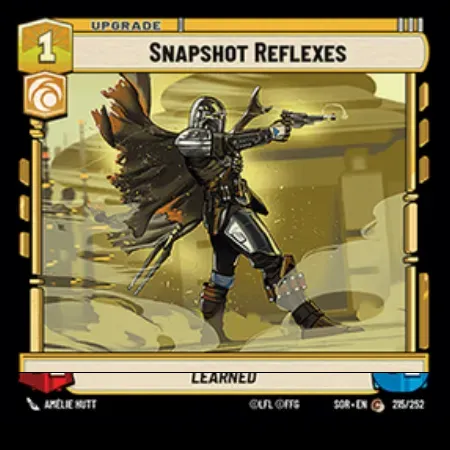 UPGRADE
1
SNAPSHOT REFLEXES
LEARNED
AMÉLIE HUTT
©LFL ©FFG
SOR • EN
C
215/252